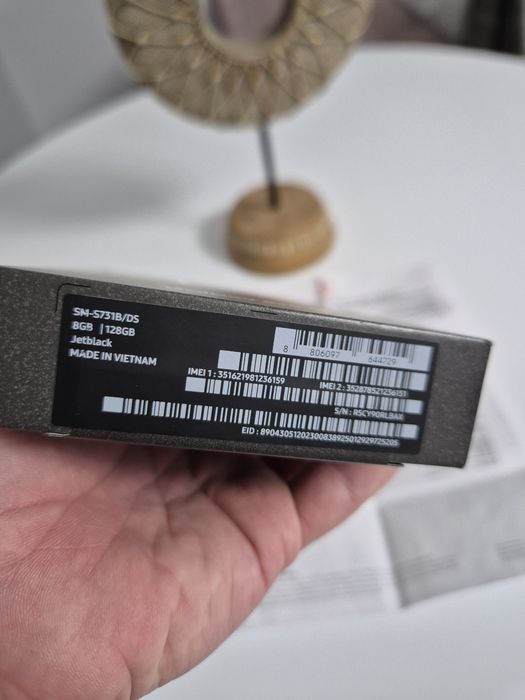 SM-S731B/DS
8GB | 128GB
Jetblack
MADE IN VIETNAM
8 806097 644729
IMEI 1 : 351621981236159
IMEI 2 : 352878521236151
S/N : R5CY90RLBAX
EID : 89043051202300838925012929725205